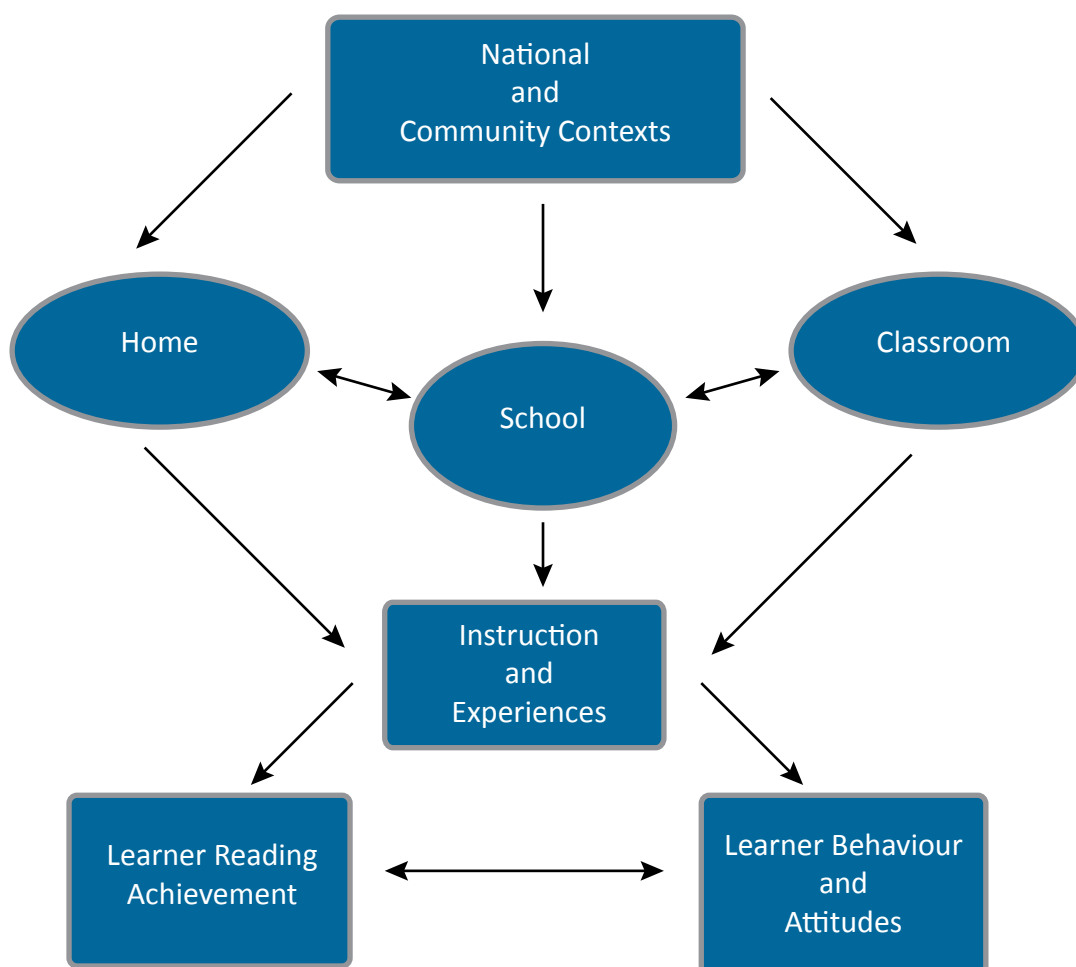 National
and
Community Contexts
Home
Classroom
School
Instruction
and
Experiences
Learner Reading
Achievement
Learner Behaviour
and
Attitudes